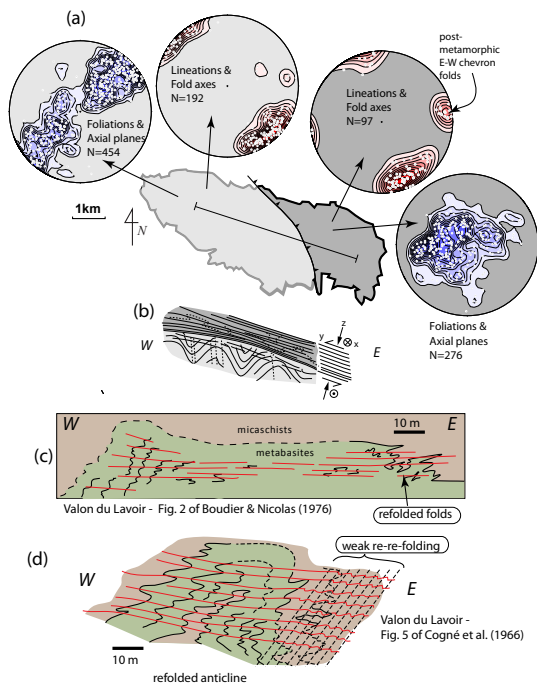 (a)
Lineations &
Fold axes
N=192
post-
metamorphic
E-W chevron
folds
Lineations &
Fold axes
N=97
Foliations &
Axial planes
N=454
1km
N
(b)
W
E
y
z
x
Foliations &
Axial planes
N=276
(c)
W
E
10 m
micaschists
metabasites
Valon du Lavoir - Fig. 2 of Boudier & Nicolas (1976)
refolded folds
(d)
weak re-re-folding
W
E
Valon du Lavoir -
Fig. 5 of Cogné et al. (1966)
10 m
refolded anticline